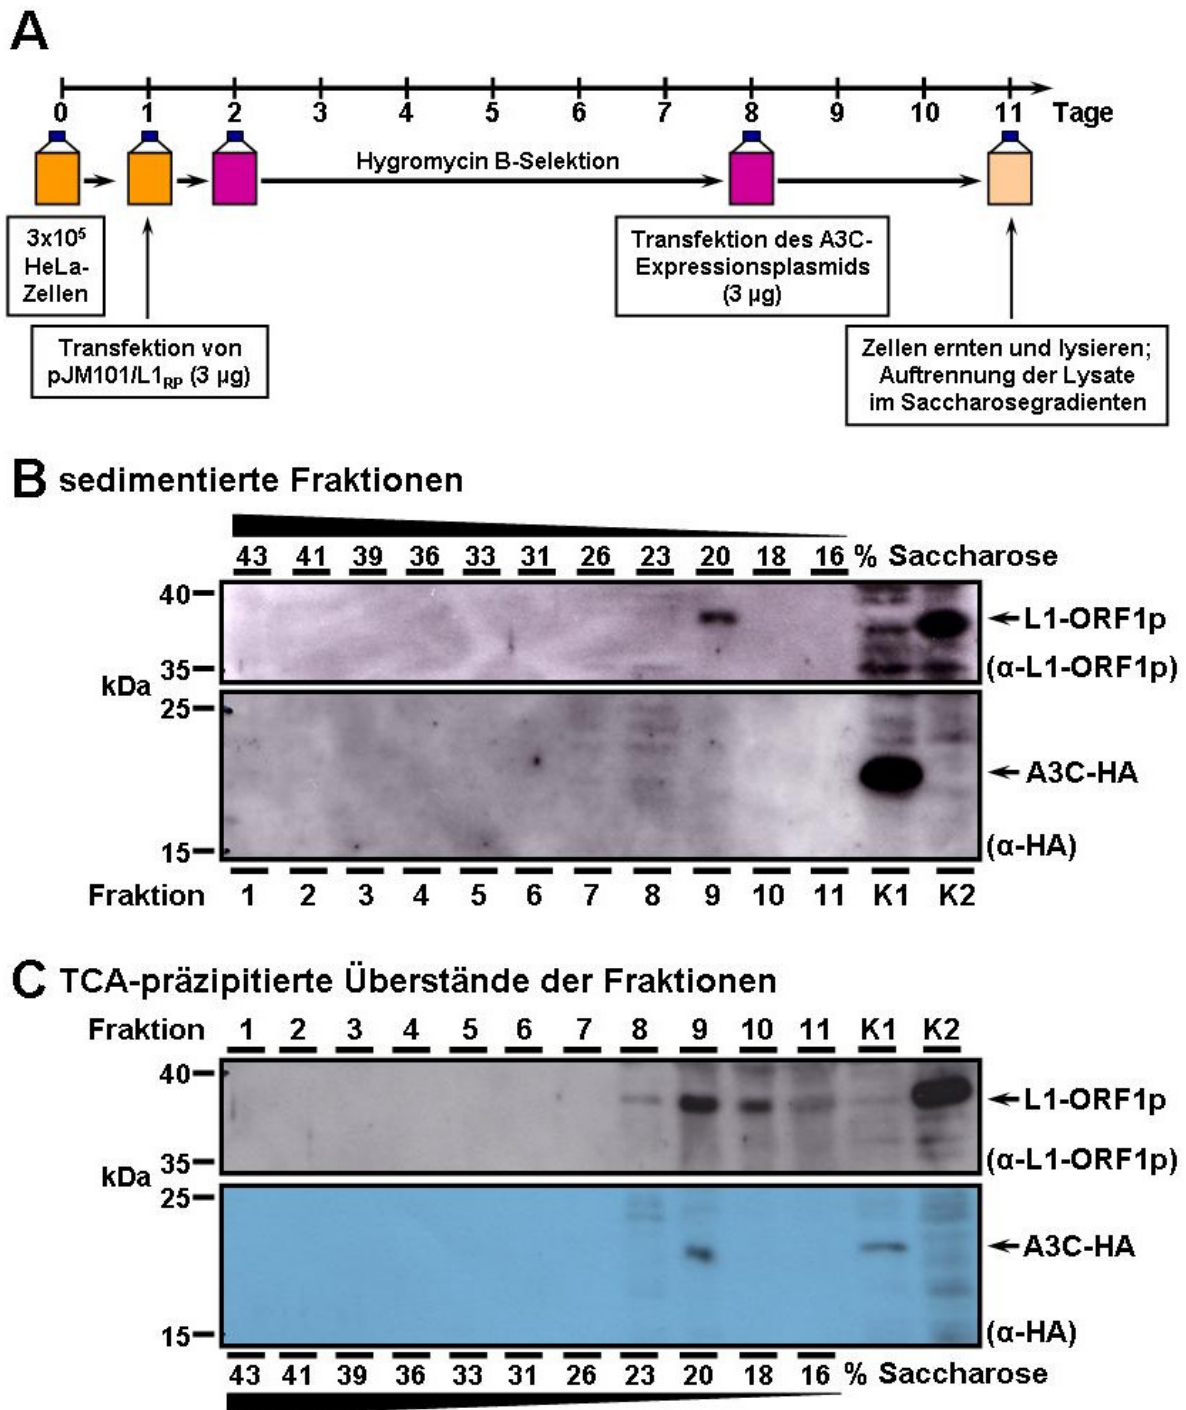 A
0 1 2 3 4 5 6 7 8 9 10 11 Tage
Hygromycin B-Selektion
3x10⁵
HeLa-
Zellen
Transfektion von
pJM101/L1RP (3 µg)
Transfektion des A3C-
Expressionsplasmids
(3 µg)
Zellen ernten und lysieren;
Auftrennung der Lysate
im Saccharosegradienten
B sedimentierte Fraktionen
43 41 39 36 33 31 26 23 20 18 16 % Saccharose
40
L1-ORF1p
35
(α-L1-ORF1p)
kDa
25
A3C-HA
15
(α-HA)
Fraktion 1 2 3 4 5 6 7 8 9 10 11 K1 K2
C TCA-präzipitierte Überstände der Fraktionen
Fraktion 1 2 3 4 5 6 7 8 9 10 11 K1 K2
40
L1-ORF1p
35
(α-L1-ORF1p)
kDa
25
A3C-HA
15
(α-HA)
43 41 39 36 33 31 26 23 20 18 16 % Saccharose